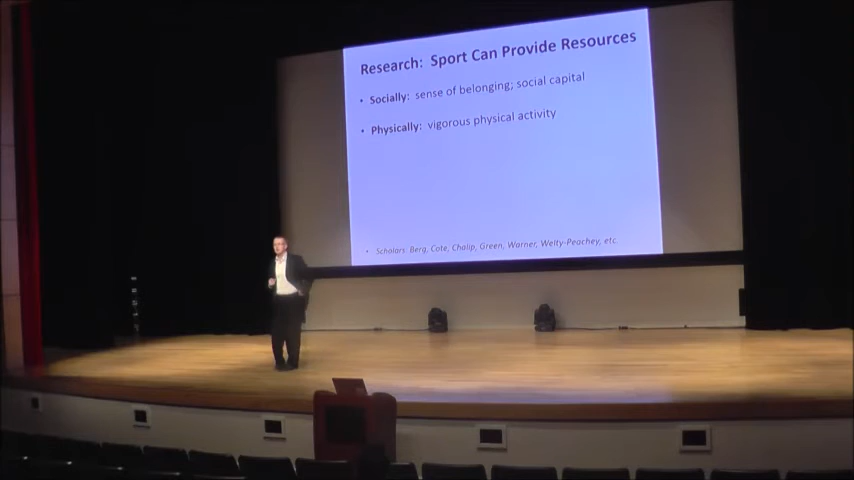 Research: Sport Can Provide Resources
• Socially: sense of belonging; social capital
• Physically: vigorous physical activity
• Scholars: Berg, Cote, Chalip, Green, Warner, Welty-Peachey, etc.